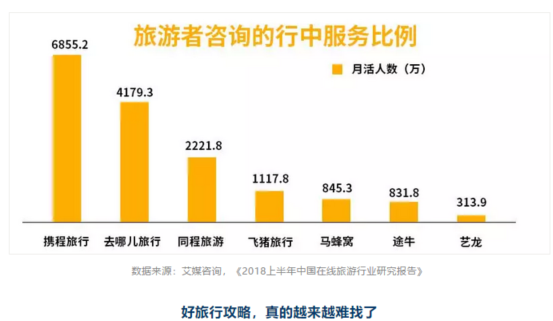 旅游者咨询的行中服务比例
月活人数（万）
6855.2
4179.3
2221.8
1117.8
845.3
831.8
313.9
携程旅行 去哪儿旅行 同程旅游 飞猪旅行 马蜂窝 途牛 艺龙
数据来源：艾媒咨询，《2018上半年中国在线旅游行业研究报告》
好旅行攻略，真的越来越难找了